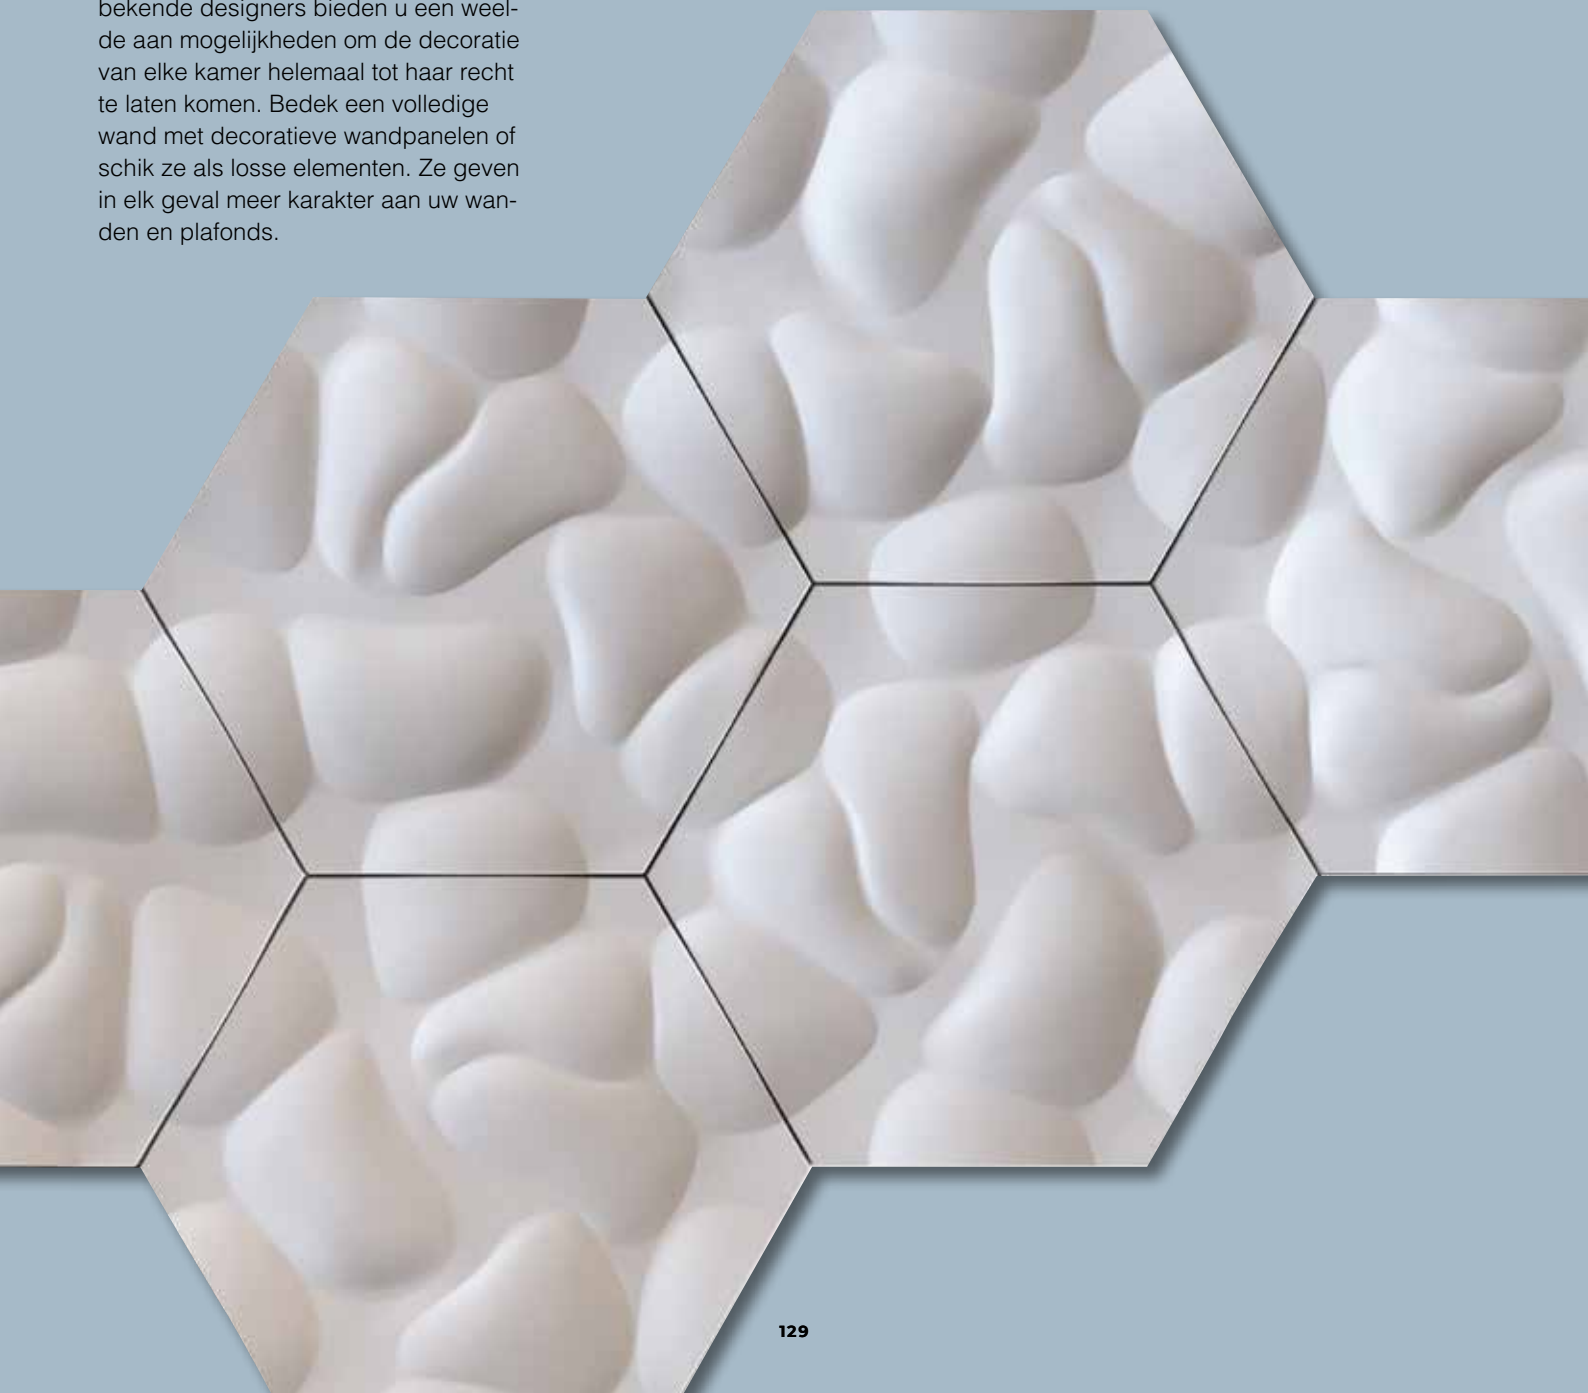 bekende designers bieden u een weel-
de aan mogelijkheden om de decoratie
van elke kamer helemaal tot haar recht
te laten komen. Bedek een volledige
wand met decoratieve wandpanelen of
schik ze als losse elementen. Ze geven
in elk geval meer karakter aan uw wan-
den en plafonds.
129